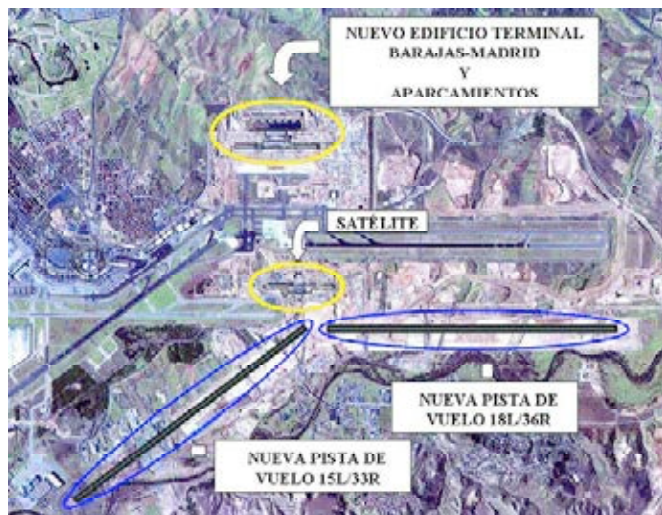 NUEVO EDIFICIO TERMINAL
BARAJAS-MADRID
Y
APARCAMIENTOS
SATÉLITE
NUEVA PISTA DE
VUELO 18L/36R
NUEVA PISTA DE
VUELO 15L/33R